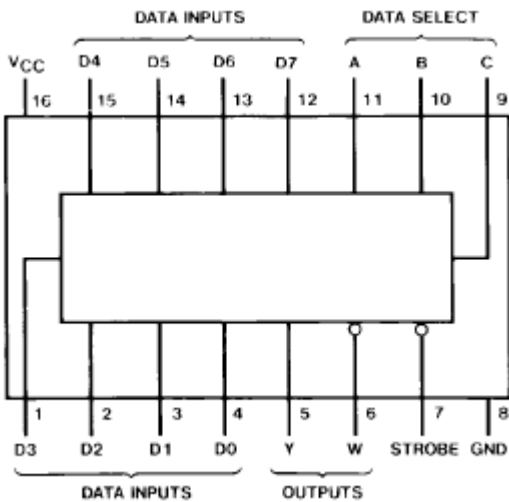 DATA INPUTS DATA SELECT
VCC D4 D5 D6 D7 A B C
16 15 14 13 12 11 10 9
1 2 3 4 5 6 7 8
D3 D2 D1 D0 Y W STROBE GND
DATA INPUTS OUTPUTS